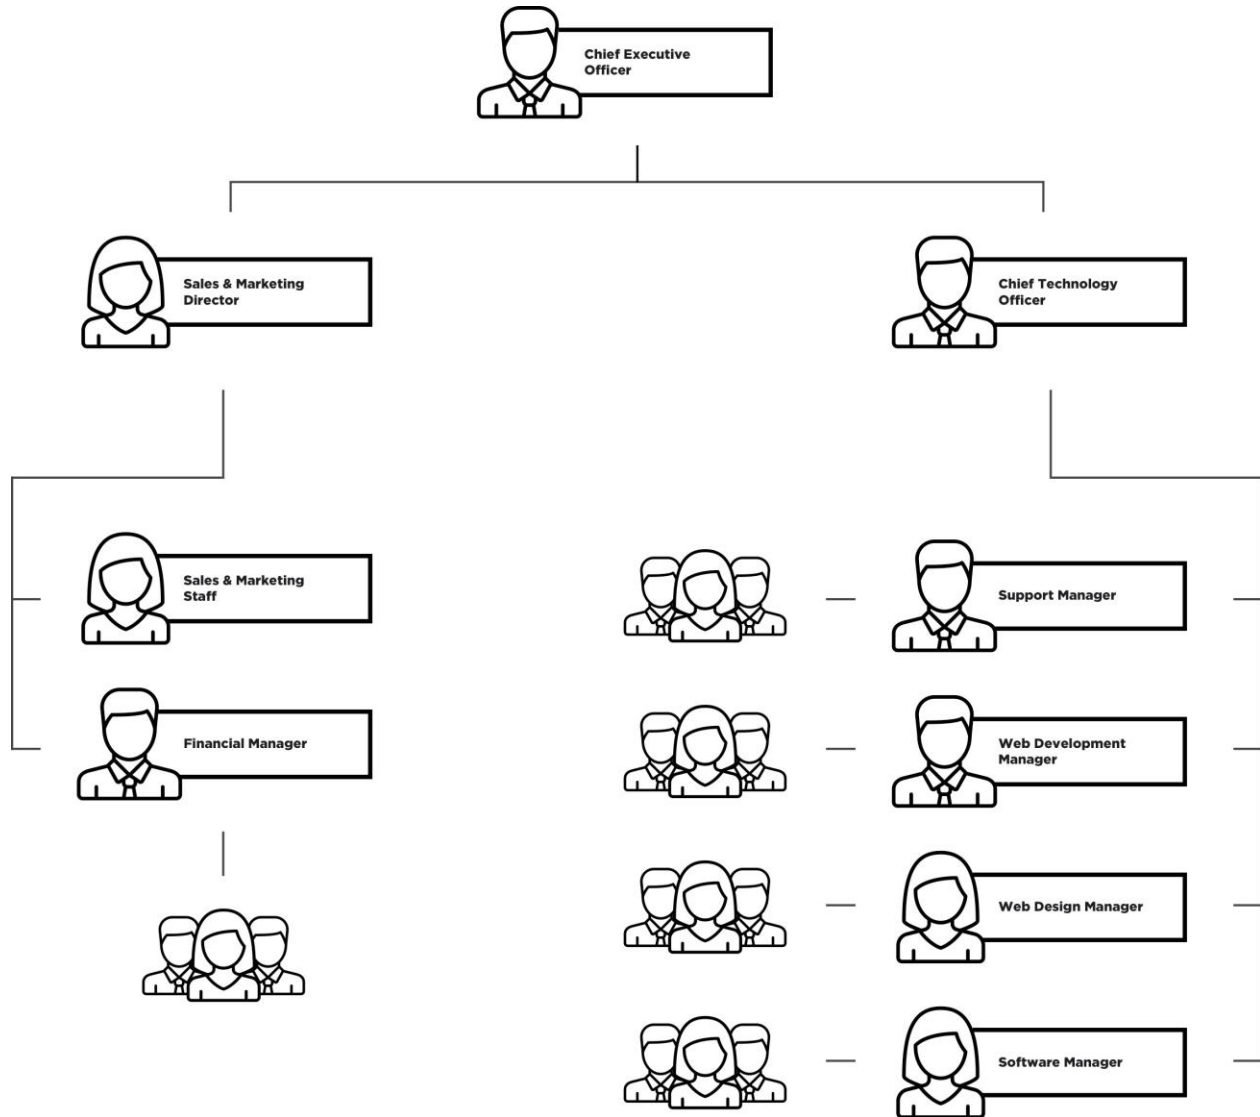 Chief Executive
Officer
Sales & Marketing
Director
Chief Technology
Officer
Sales & Marketing
Staff
Financial Manager
Support Manager
Web Development
Manager
Web Design Manager
Software Manager